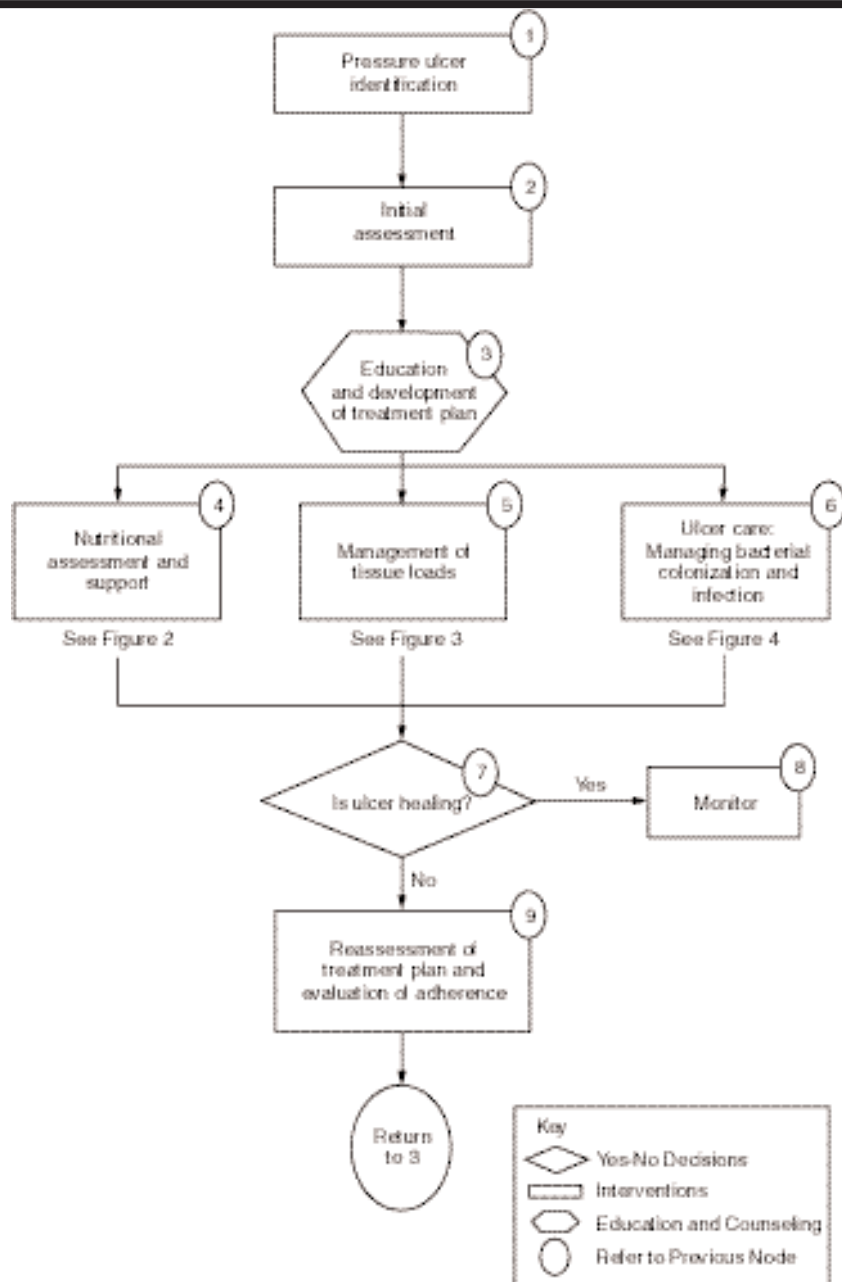 1
Pressure ulcer
identification
2
Initial
assessment
3
Education
and development
of treatment plan
4
Nutritional
assessment and
support
See Figure 2
5
Management of
tissue loads
See Figure 3
6
Ulcer care:
Managing bacterial
colonization and
infection
See Figure 4
7
Is ulcer healing?
Yes
8
Monitor
No
9
Reassessment of
treatment plan and
evaluation of adherence
Return
to 3
Key
Yes-No Decisions
Interventions
Education and Counseling
Refer to Previous Node